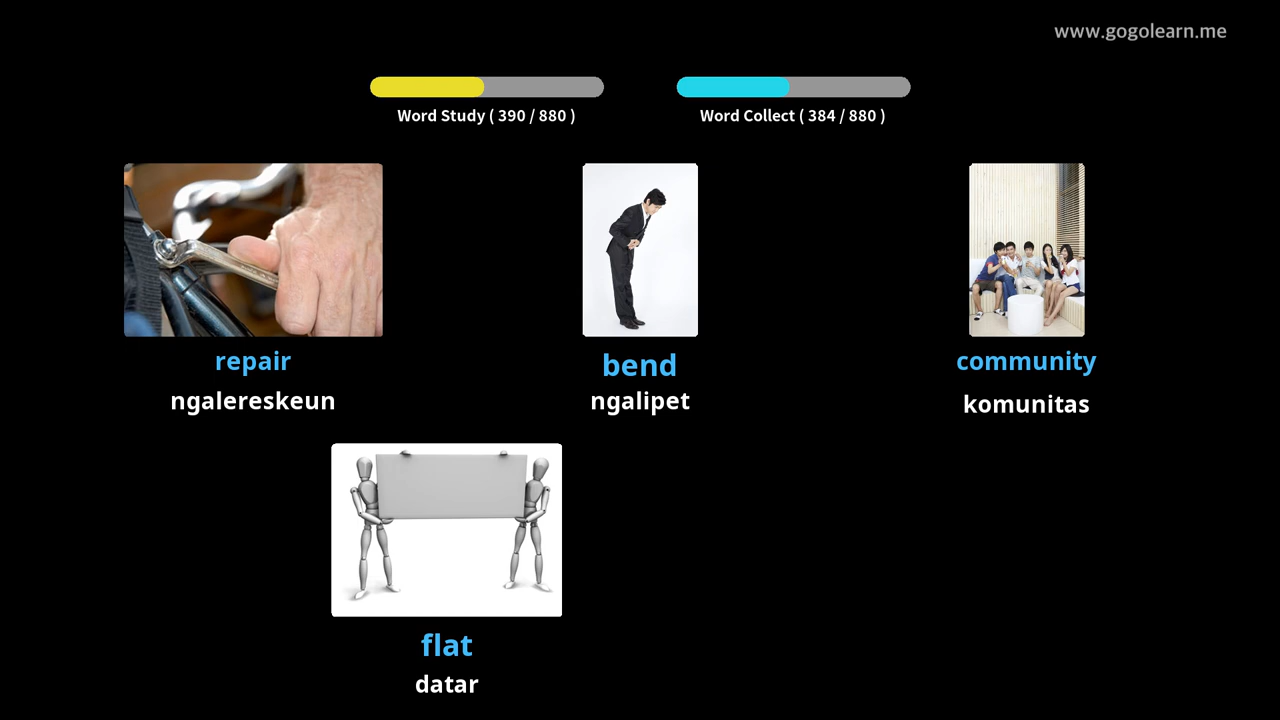 www.gogolearn.me
Word Study ( 390 / 880 )
Word Collect ( 384 / 880 )
repair
ngalereskeun
bend
ngalipet
community
komunitas
flat
datar